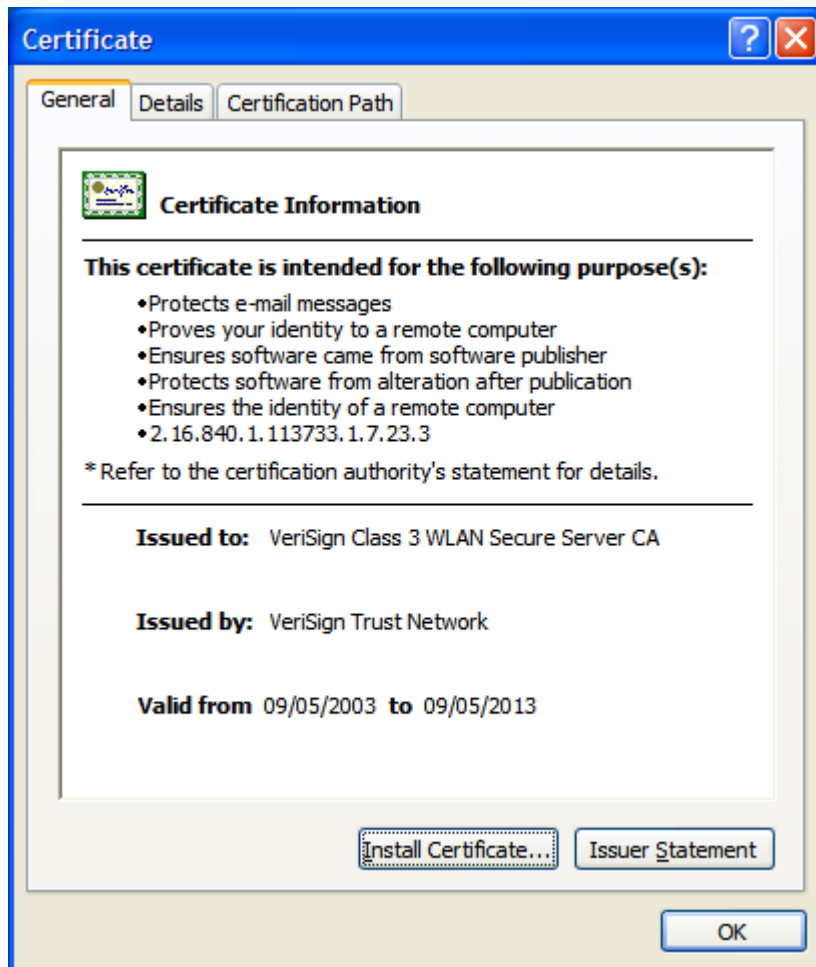 Certificate
General Details Certification Path
Certificate Information
This certificate is intended for the following purpose(s):
•Protects e-mail messages
•Proves your identity to a remote computer
•Ensures software came from software publisher
•Protects software from alteration after publication
•Ensures the identity of a remote computer
•2.16.840.1.113733.1.7.23.3
* Refer to the certification authority's statement for details.
Issued to: VeriSign Class 3 WLAN Secure Server CA
Issued by: VeriSign Trust Network
Valid from 09/05/2003 to 09/05/2013
Install Certificate... Issuer Statement
OK